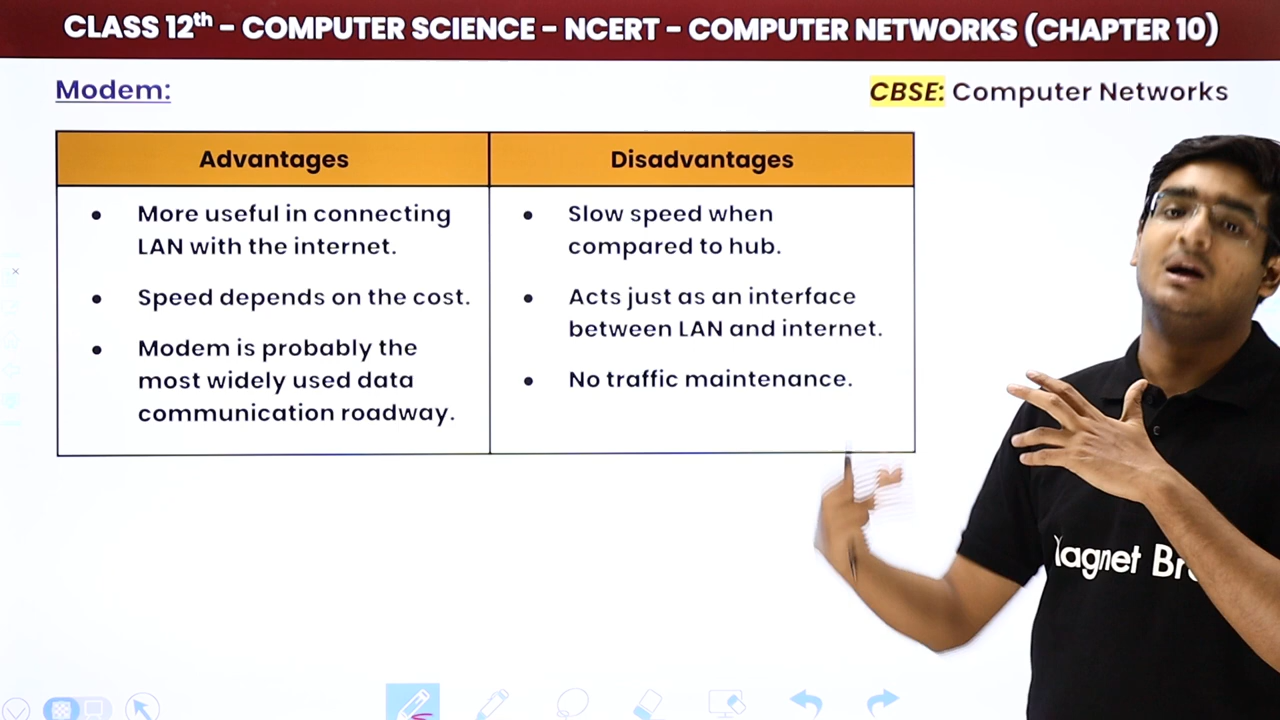 CLASS 12th - COMPUTER SCIENCE - NCERT - COMPUTER NETWORKS (CHAPTER 10)
Modem:
CBSE: Computer Networks
Advantages
Disadvantages
• More useful in connecting
LAN with the internet.
• Speed depends on the cost.
• Modem is probably the
most widely used data
communication roadway.
• Slow speed when
compared to hub.
• Acts just as an interface
between LAN and internet.
• No traffic maintenance.